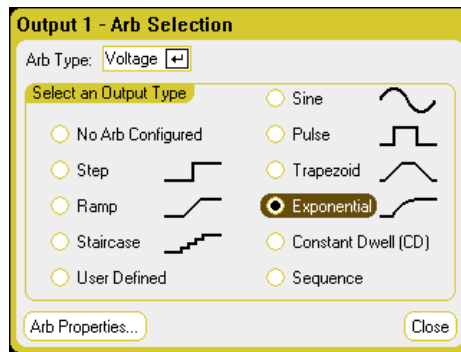 Output 1 - Arb Selection
Arb Type: Voltage
Select an Output Type
No Arb Configured
Step
Ramp
Staircase
User Defined
Sine
Pulse
Trapezoid
Exponential
Constant Dwell (CD)
Sequence
Arb Properties...
Close